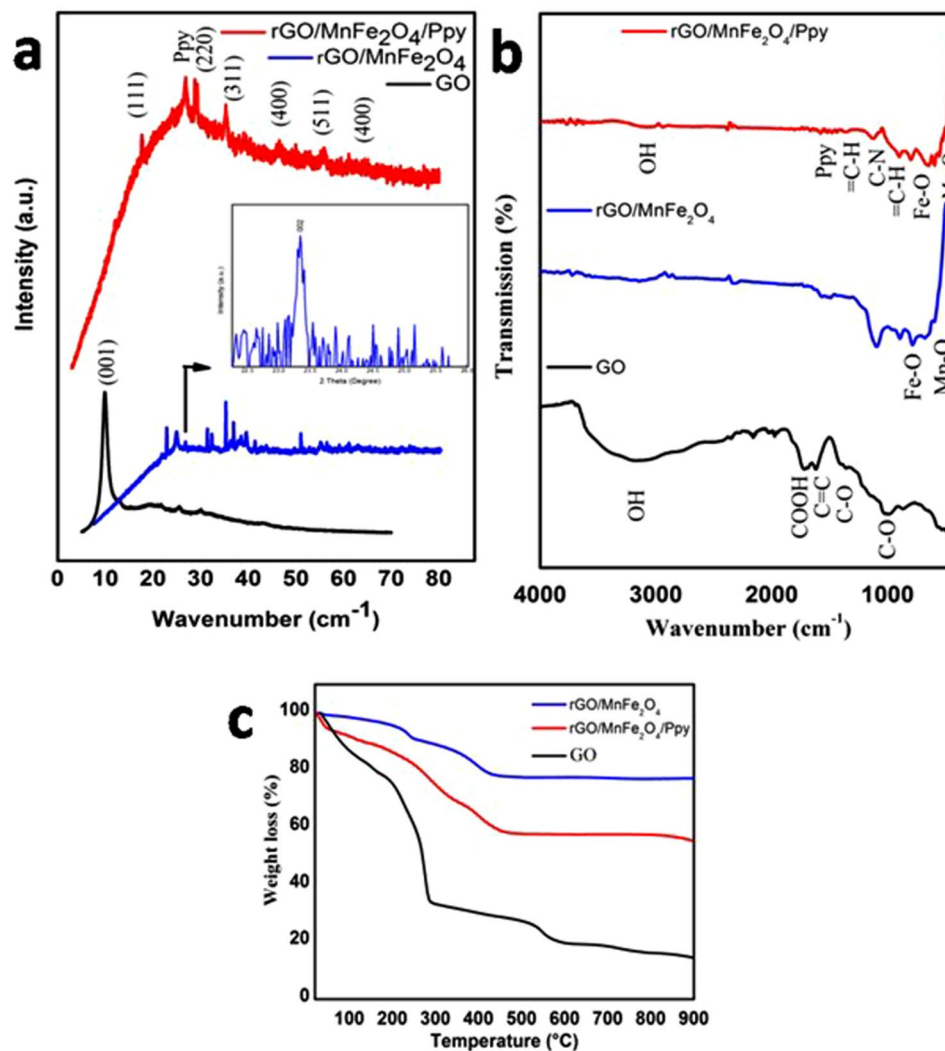 a
rGO/MnFe₂O₄/Ppy
rGO/MnFe₂O₄
GO
(111)
Ppy
(220)
(311)
(400)
(511)
(400)
(001)
Intensity (a.u.)
002
Intensity (a.u.)
2 Theta (Degree)
0 10 20 30 40 50 60 70 80
Wavenumber (cm⁻¹)
b
rGO/MnFe₂O₄/Ppy
OH
Ppy
=C-H
C-N
=C-H
Fe-O
rGO/MnFe₂O₄
Fe-O
Mn-O
GO
OH
COOH
C=C
C-O
C-O
Transmission (%)
4000 3000 2000 1000
Wavenumber (cm⁻¹)
c
rGO/MnFe₂O₄
rGO/MnFe₂O₄/Ppy
GO
100
80
60
40
20
0
Weight loss (%)
100 200 300 400 500 600 700 800 900
Temperature (°C)